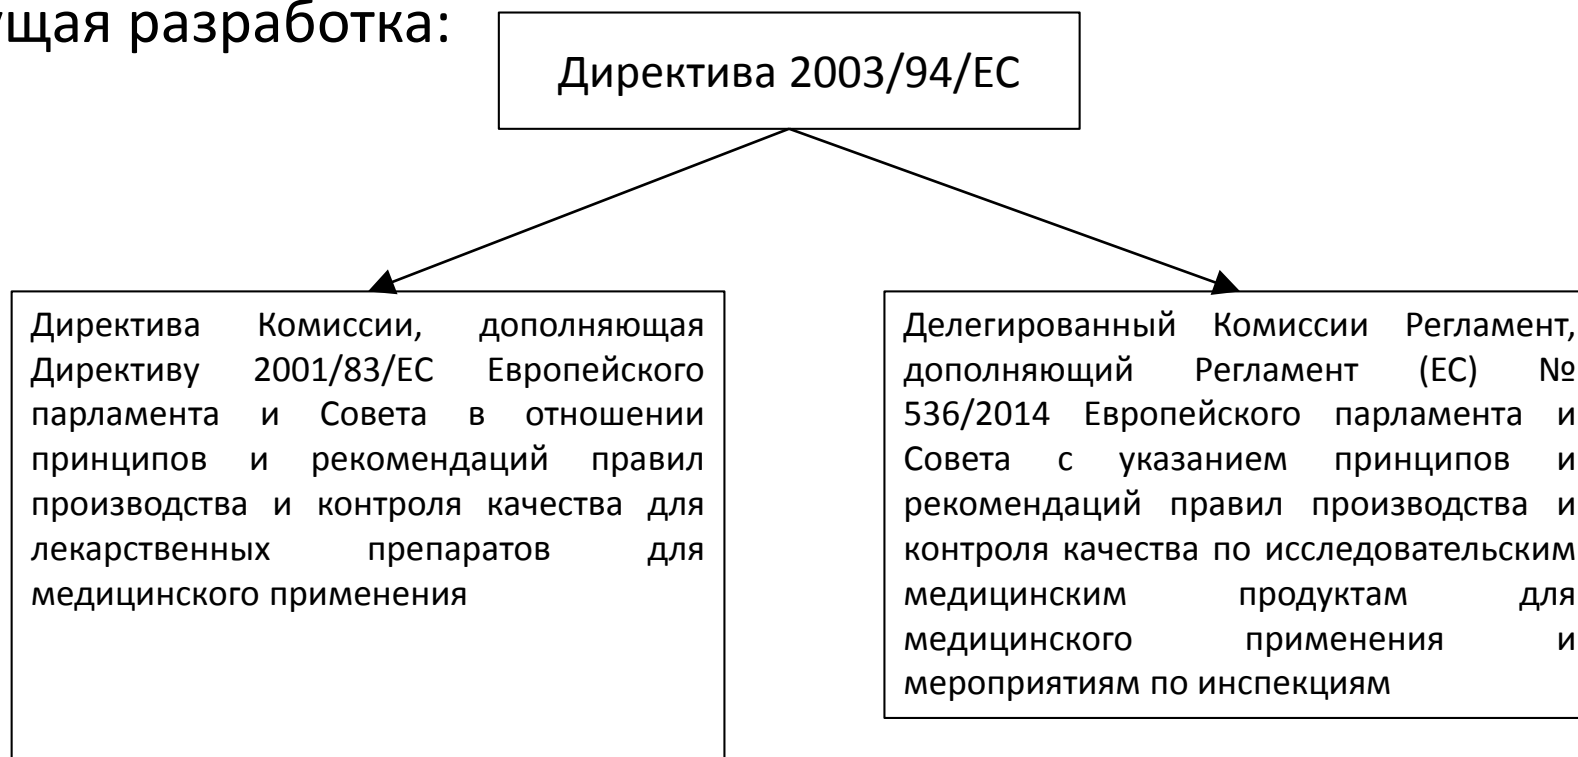 разработка:
Директива 2003/94/ЕС
Директива Комиссии, дополняющая
Директиву 2001/83/ЕС Европейского
парламента и Совета в отношении
принципов и рекомендаций правил
производства и контроля качества для
лекарственных препаратов для
медицинского применения
Делегированный Комиссии Регламент,
дополняющий Регламент (ЕС) №
536/2014 Европейского парламента и
Совета с указанием принципов и
рекомендаций правил производства и
контроля качества по исследовательским
медицинским продуктам для
медицинского применения и
мероприятиям по инспекциям